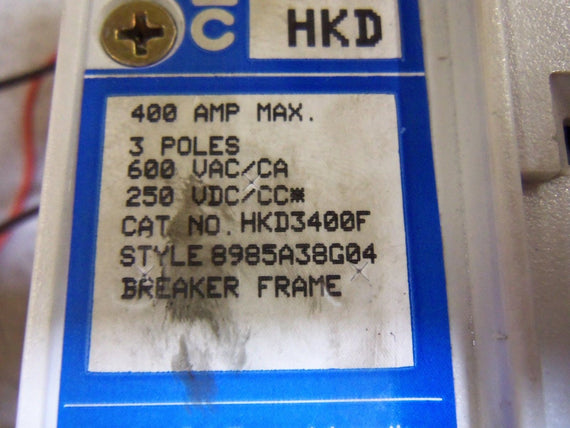 C HKD
400 AMP MAX.
3 POLES
600 VAC/CA
250 VDC/CC*
CAT NO. HKD3400F
STYLE 8985A38G04
BREAKER FRAME